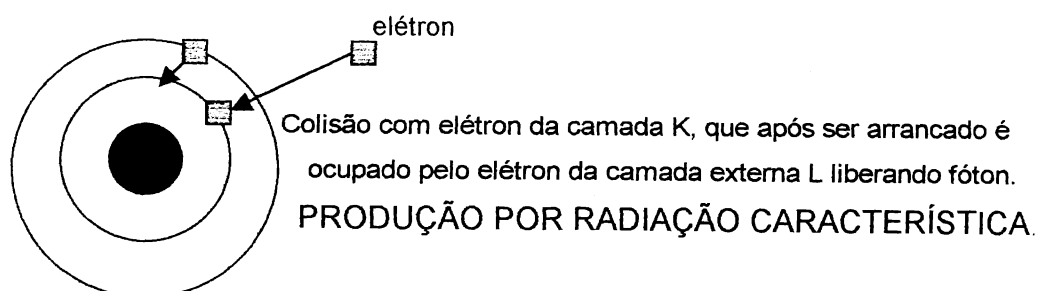 elétron
Colisão com elétron da camada K, que após ser arrancado é
ocupado pelo elétron da camada externa L liberando fóton.
PRODUÇÃO POR RADIAÇÃO CARACTERÍSTICA.